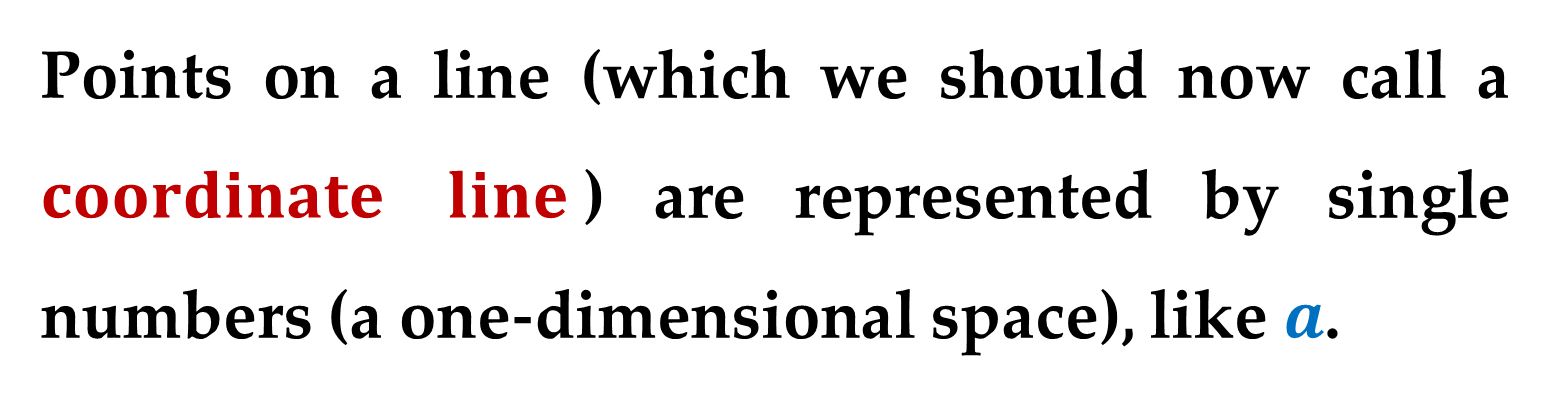 Points on a line (which we should now call a
coordinate line ) are represented by single
numbers (a one-dimensional space), like a.